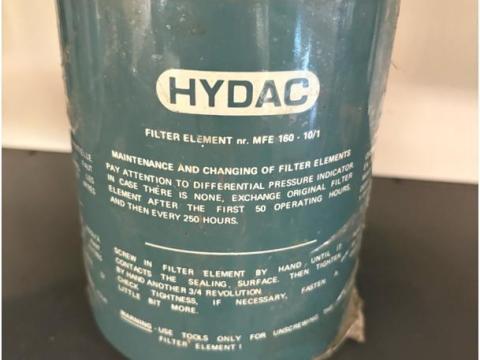 HYDAC
FILTER ELEMENT nr. MFE 160 - 10/1
MAINTENANCE AND CHANGING OF FILTER ELEMENTS
PAY ATTENTION TO DIFFERENTIAL PRESSURE INDICATOR
IN CASE THERE IS NONE, EXCHANGE ORIGINAL FILTER
ELEMENT AFTER THE FIRST 50 OPERATING HOURS,
AND THEN EVERY 250 HOURS.
SCREW IN FILTER ELEMENT BY HAND UNTIL IT
CONTACTS THE SEALING SURFACE. THEN TIGHTEN
BY HAND ANOTHER 3/4 REVOLUTION
CHECK TIGHTNESS, IF NECESSARY, FASTEN A
LITTLE BIT MORE.
WARNING - USE TOOLS ONLY FOR UNSCREWING THE
FILTER ELEMENT !